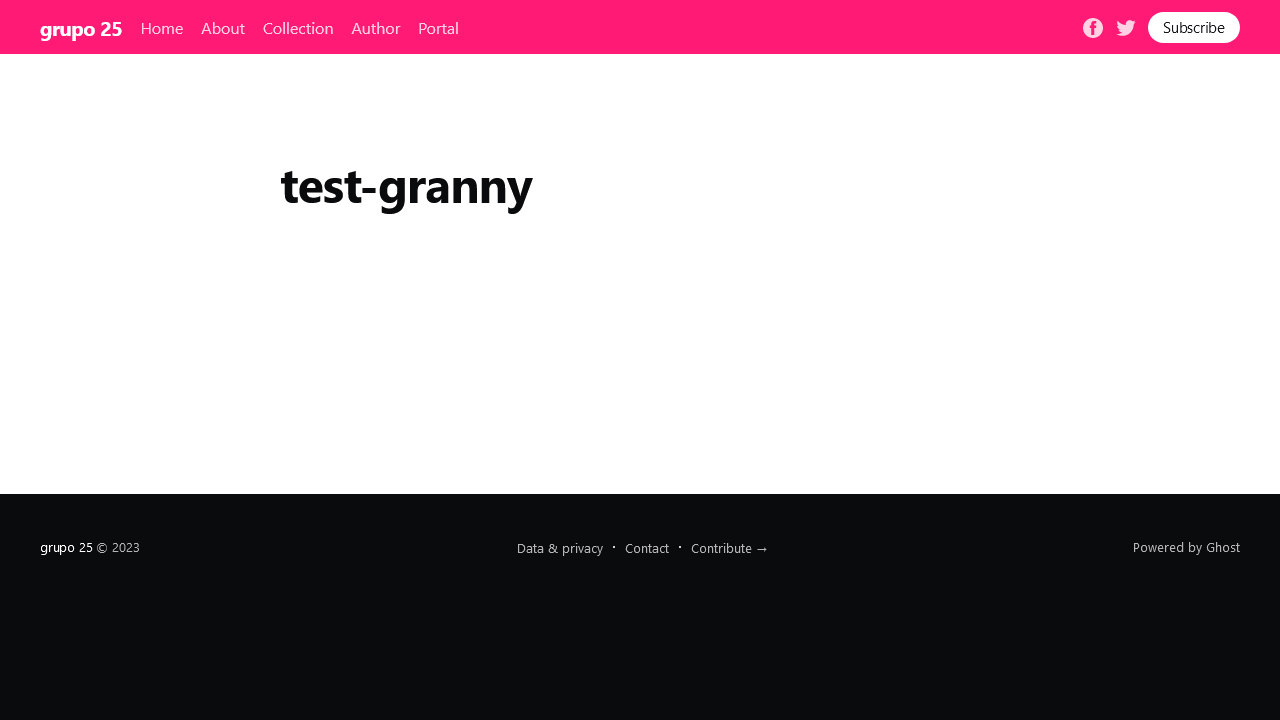 grupo 25 Home About Collection Author Portal Subscribe
test-granny
grupo 25 © 2023 Data & privacy · Contact · Contribute → Powered by Ghost